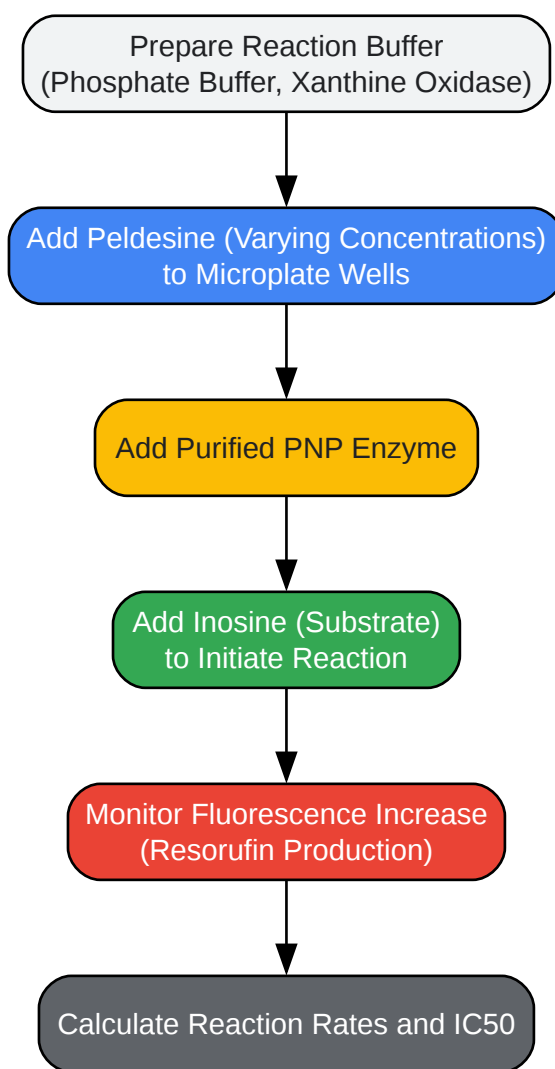 Prepare Reaction Buffer
(Phosphate Buffer, Xanthine Oxidase)
Add Peldesine (Varying Concentrations)
to Microplate Wells
Add Purified PNP Enzyme
Add Inosine (Substrate)
to Initiate Reaction
Monitor Fluorescence Increase
(Resorufin Production)
Calculate Reaction Rates and IC50